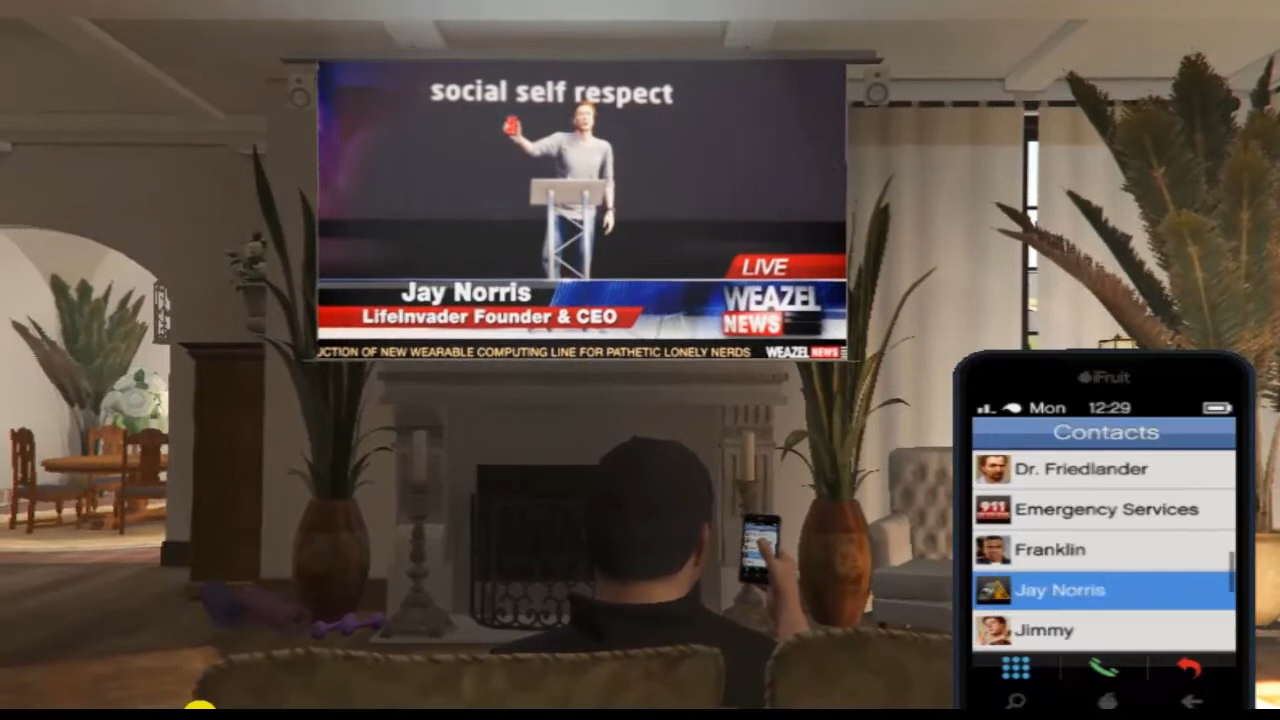 social self respect
LIVE
Jay Norris
LifeInvader Founder & CEO
WEAZEL
NEWS
UCTION OF NEW WEARABLE COMPUTING LINE FOR PATHETIC LONELY NERDS WEAZEL NEWS
iFruit
Mon 12:29
Contacts
Dr. Friedlander
911
Emergency Services
Franklin
Jay Norris
Jimmy